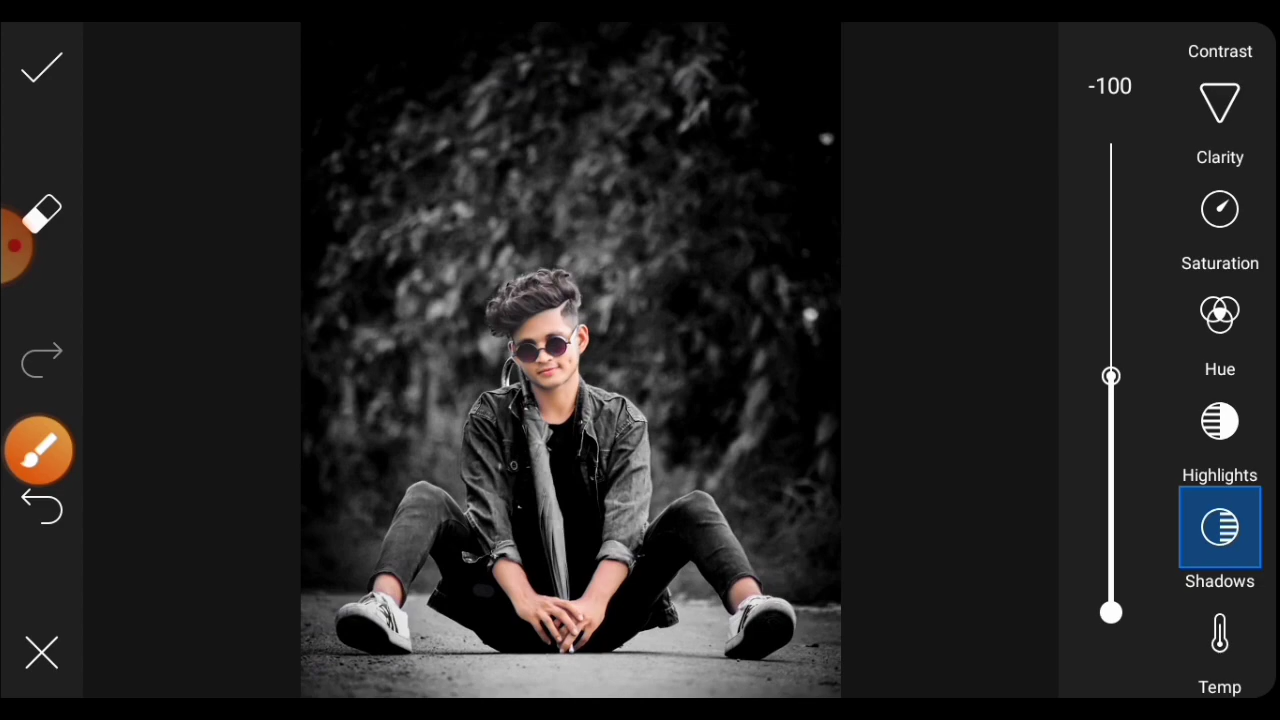 Contrast
-100
Clarity
Saturation
Hue
Highlights
Shadows
Temp